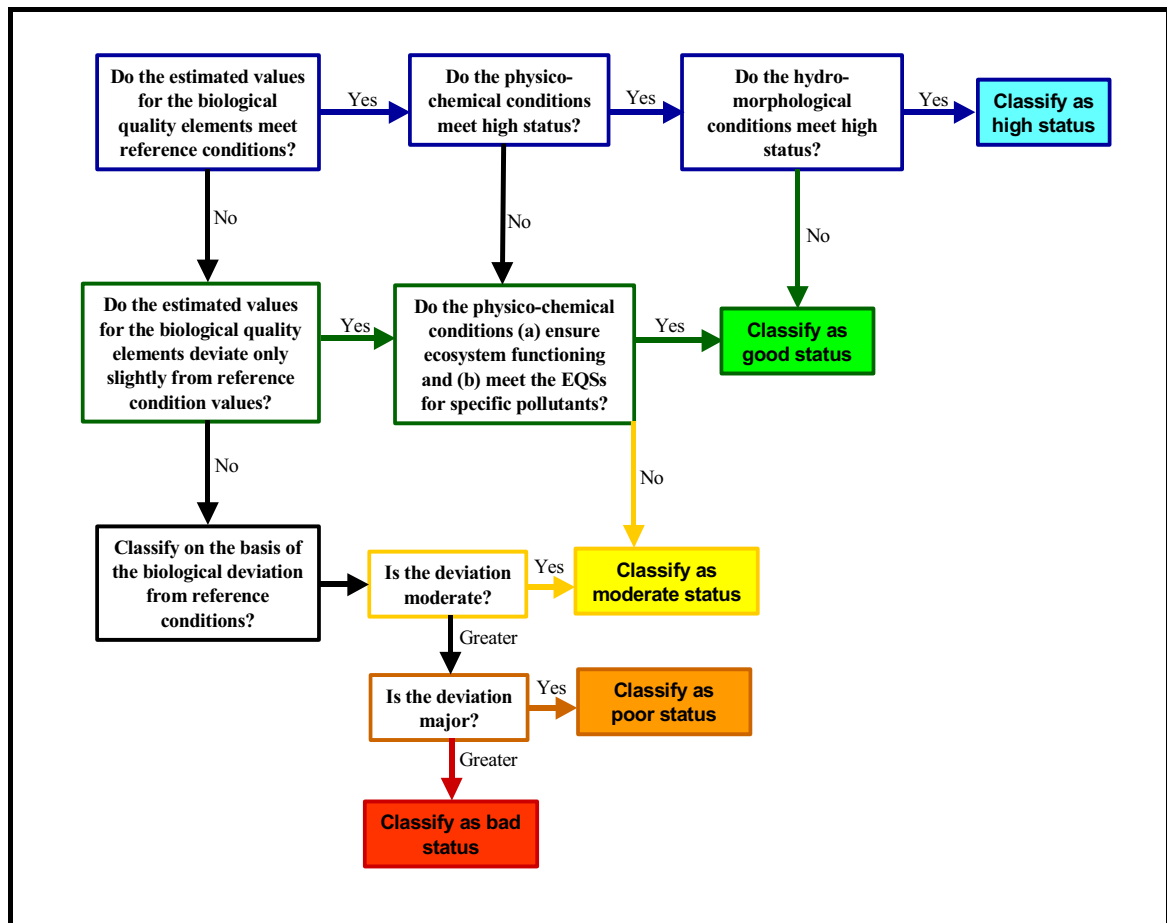 Do the estimated values
for the biological
quality elements meet
reference conditions?
Yes
Do the physico-
chemical conditions
meet high status?
Yes
Do the hydro-
morphological
conditions meet high
status?
Yes
Classify as
high status
No
No
No
Do the estimated values
for the biological quality
elements deviate only
slightly from reference
condition values?
Yes
Do the physico-chemical
conditions (a) ensure
ecosystem functioning
and (b) meet the EQSs
for specific pollutants?
Yes
Classify as
good status
No
No
Classify on the basis of
the biological deviation
from reference
conditions?
Is the deviation
moderate?
Yes
Classify as
moderate status
Greater
Is the deviation
major?
Yes
Classify as
poor status
Greater
Classify as bad
status